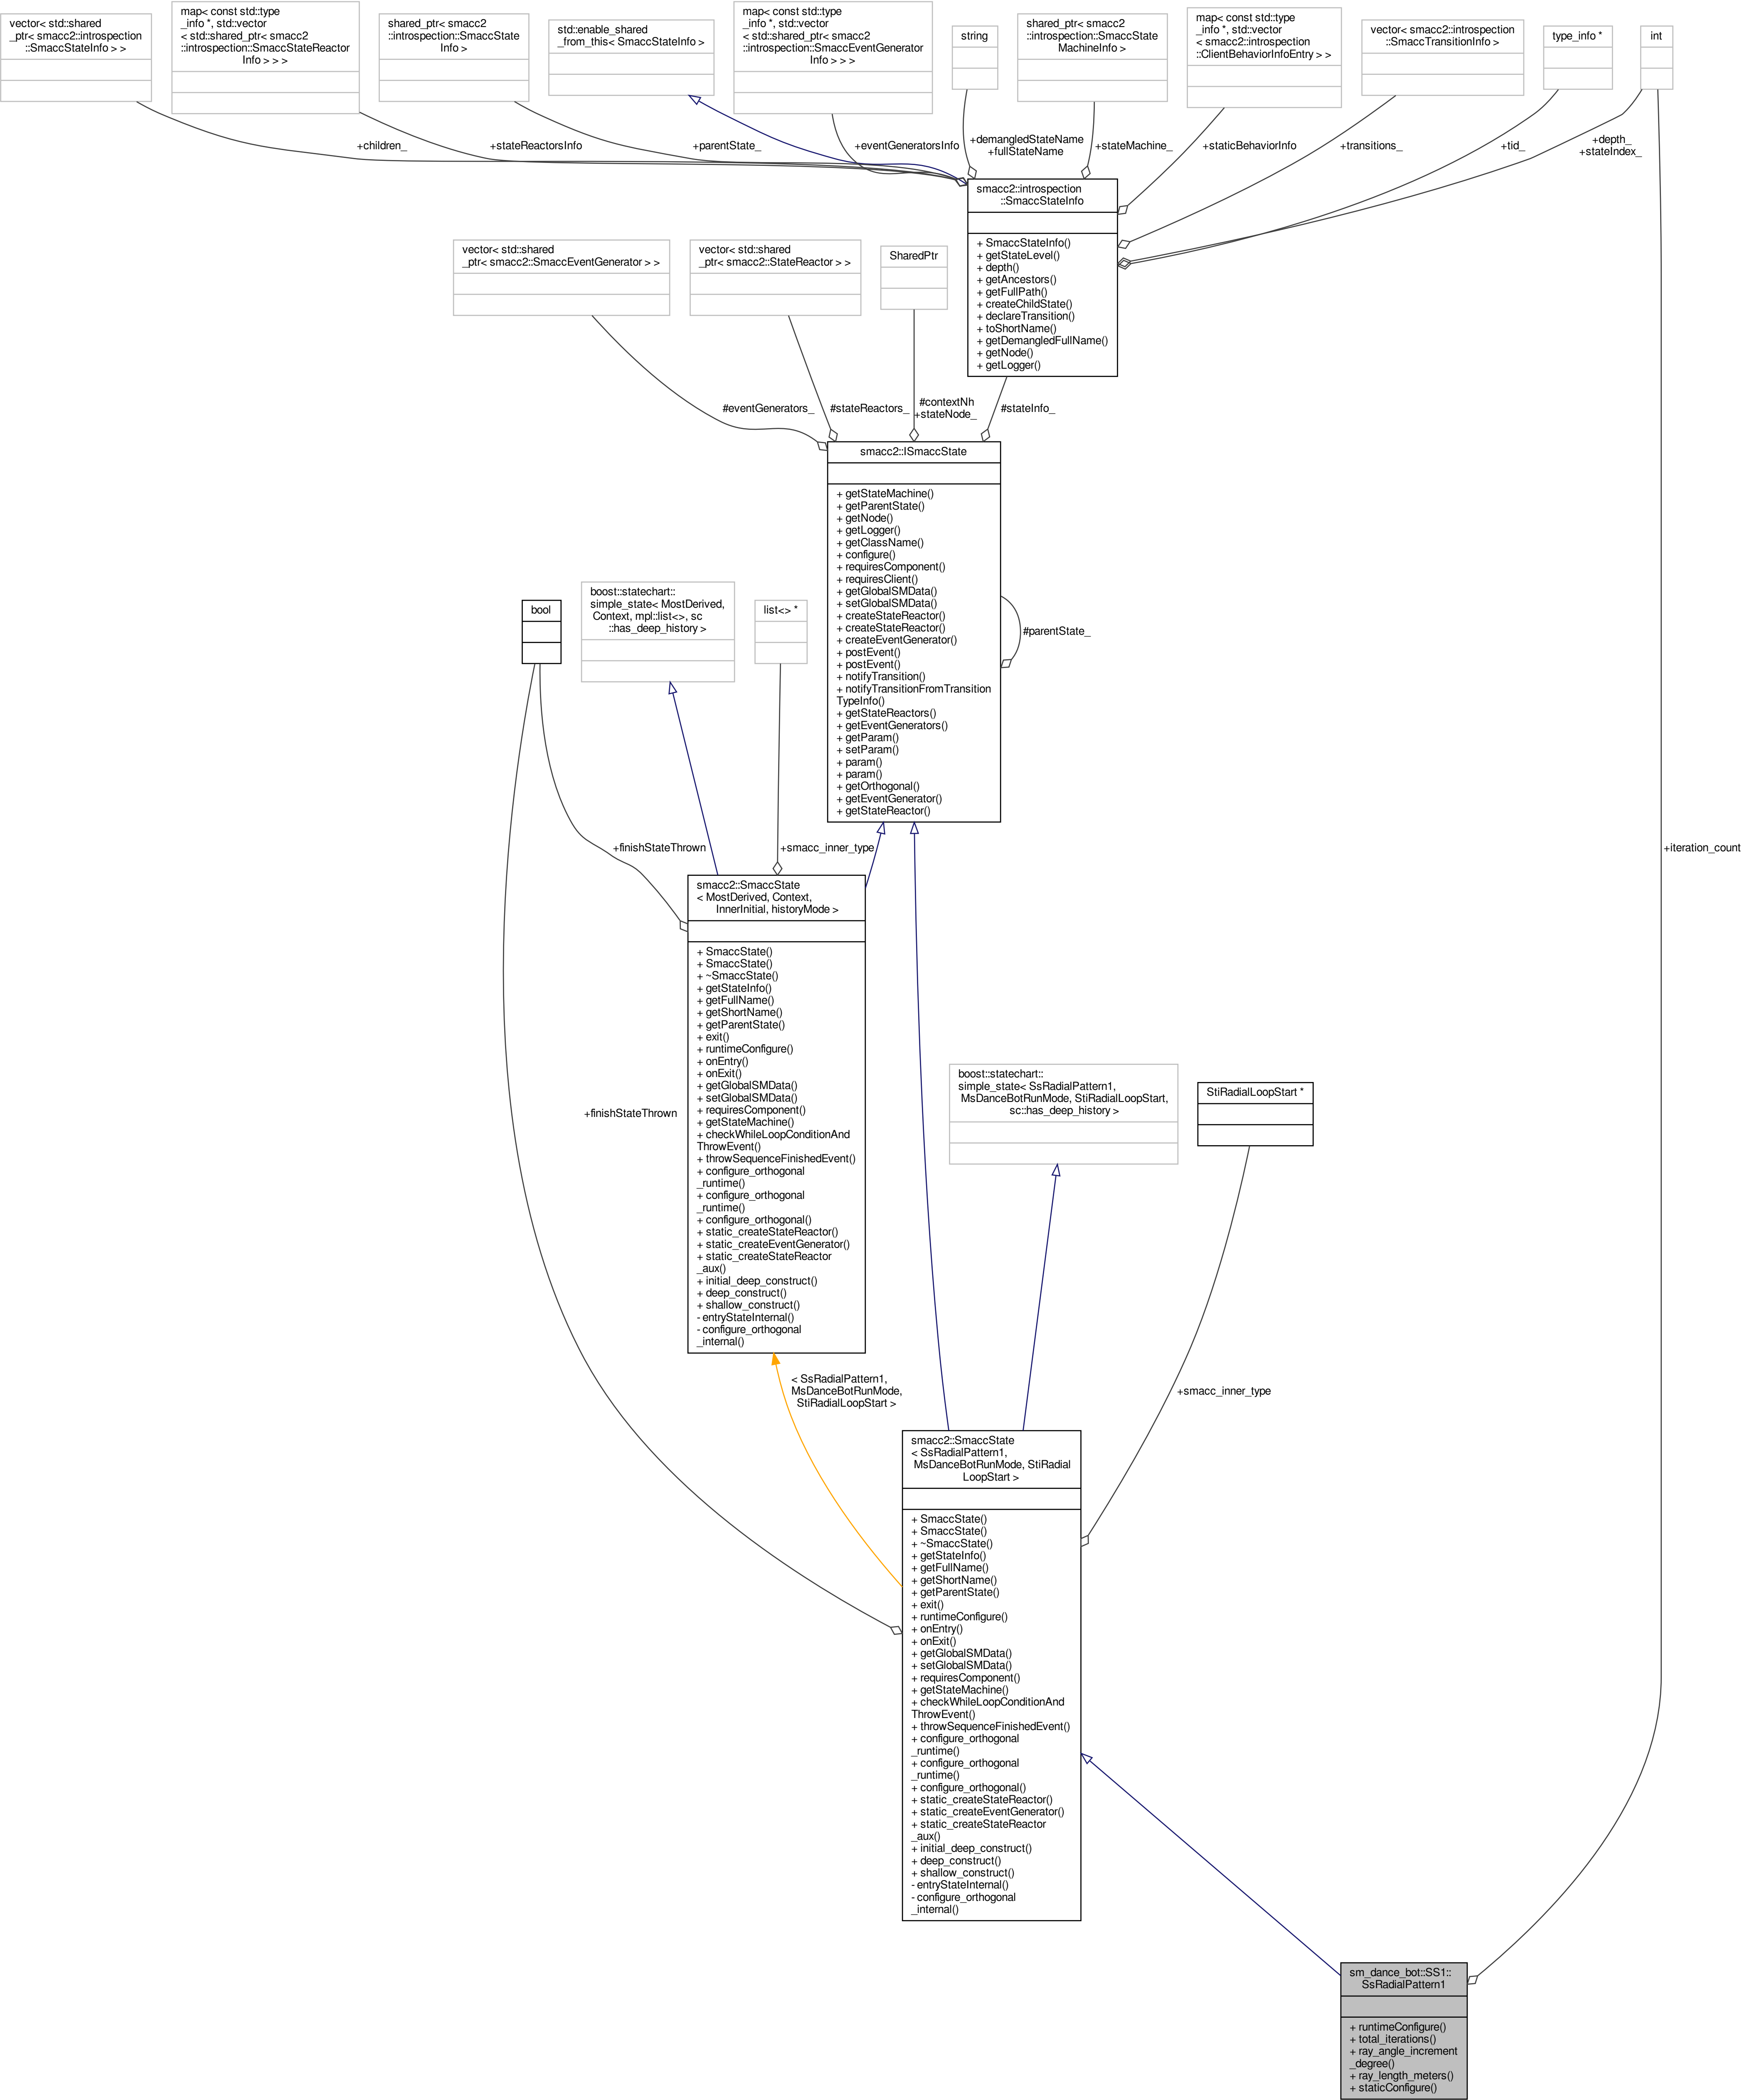 vector< std::shared
_ptr< smacc2::introspection
::SmaccStateInfo > >
map< const std::type
_info *, std::vector
< std::shared_ptr< smacc2
::introspection::SmaccStateReactor
Info > > >
shared_ptr< smacc2
::introspection::SmaccState
Info >
std::enable_shared
_from_this< SmaccStateInfo >
map< const std::type
_info *, std::vector
< std::shared_ptr< smacc2
::introspection::SmaccEventGenerator
Info > > >
string
shared_ptr< smacc2
::introspection::SmaccState
MachineInfo >
map< const std::type
_info *, std::vector
< smacc2::introspection
::ClientBehaviorInfoEntry > >
vector< smacc2::introspection
::SmaccTransitionInfo >
type_info *
int
+children_
+stateReactorsInfo
+parentState_
+eventGeneratorsInfo
+demangledStateName
+fullStateName
+stateMachine_
+staticBehaviorInfo
+transitions_
+tid_
+depth_
+stateIndex_
smacc2::introspection
::SmaccStateInfo
+ SmaccStateInfo()
+ getStateLevel()
+ depth()
+ getAncestors()
+ getFullPath()
+ createChildState()
+ declareTransition()
+ toShortName()
+ getDemangledFullName()
+ getNode()
+ getLogger()
vector< std::shared
_ptr< smacc2::SmaccEventGenerator > >
vector< std::shared
_ptr< smacc2::StateReactor > >
SharedPtr
#eventGenerators_
#stateReactors_
#contextNh
+stateNode_
#stateInfo_
smacc2::ISmaccState
+ getStateMachine()
+ getParentState()
+ getNode()
+ getLogger()
+ getClassName()
+ configure()
+ requiresComponent()
+ requiresClient()
+ getGlobalSMData()
+ setGlobalSMData()
+ createStateReactor()
+ createStateReactor()
+ createEventGenerator()
+ postEvent()
+ postEvent()
+ notifyTransition()
+ notifyTransitionFromTransition
TypeInfo()
+ getStateReactors()
+ getEventGenerators()
+ getParam()
+ setParam()
+ param()
+ param()
+ getOrthogonal()
+ getEventGenerator()
+ getStateReactor()
#parentState_
bool
boost::statechart::
simple_state< MostDerived,
Context, mpl::list<>, sc
::has_deep_history >
list<> *
+finishStateThrown
+smacc_inner_type
+iteration_count
smacc2::SmaccState
< MostDerived, Context,
InnerInitial, historyMode >
+ SmaccState()
+ SmaccState()
+ ~SmaccState()
+ getStateInfo()
+ getFullName()
+ getShortName()
+ getParentState()
+ exit()
+ runtimeConfigure()
+ onEntry()
+ onExit()
+ getGlobalSMData()
+ setGlobalSMData()
+ requiresComponent()
+ getStateMachine()
+ checkWhileLoopConditionAnd
ThrowEvent()
+ throwSequenceFinishedEvent()
+ configure_orthogonal
_runtime()
+ configure_orthogonal
_runtime()
+ configure_orthogonal()
+ static_createStateReactor()
+ static_createEventGenerator()
+ static_createStateReactor
_aux()
+ initial_deep_construct()
+ deep_construct()
+ shallow_construct()
- entryStateInternal()
- configure_orthogonal
_internal()
+finishStateThrown
boost::statechart::
simple_state< SsRadialPattern1,
MsDanceBotRunMode, StiRadialLoopStart,
sc::has_deep_history >
StiRadialLoopStart *
< SsRadialPattern1,
MsDanceBotRunMode,
StiRadialLoopStart >
+smacc_inner_type
smacc2::SmaccState
< SsRadialPattern1,
MsDanceBotRunMode, StiRadial
LoopStart >
+ SmaccState()
+ SmaccState()
+ ~SmaccState()
+ getStateInfo()
+ getFullName()
+ getShortName()
+ getParentState()
+ exit()
+ runtimeConfigure()
+ onEntry()
+ onExit()
+ getGlobalSMData()
+ setGlobalSMData()
+ requiresComponent()
+ getStateMachine()
+ checkWhileLoopConditionAnd
ThrowEvent()
+ throwSequenceFinishedEvent()
+ configure_orthogonal
_runtime()
+ configure_orthogonal
_runtime()
+ configure_orthogonal()
+ static_createStateReactor()
+ static_createEventGenerator()
+ static_createStateReactor
_aux()
+ initial_deep_construct()
+ deep_construct()
+ shallow_construct()
- entryStateInternal()
- configure_orthogonal
_internal()
sm_dance_bot::SS1::
SsRadialPattern1
+ runtimeConfigure()
+ total_iterations()
+ ray_angle_increment
_degree()
+ ray_length_meters()
+ staticConfigure()